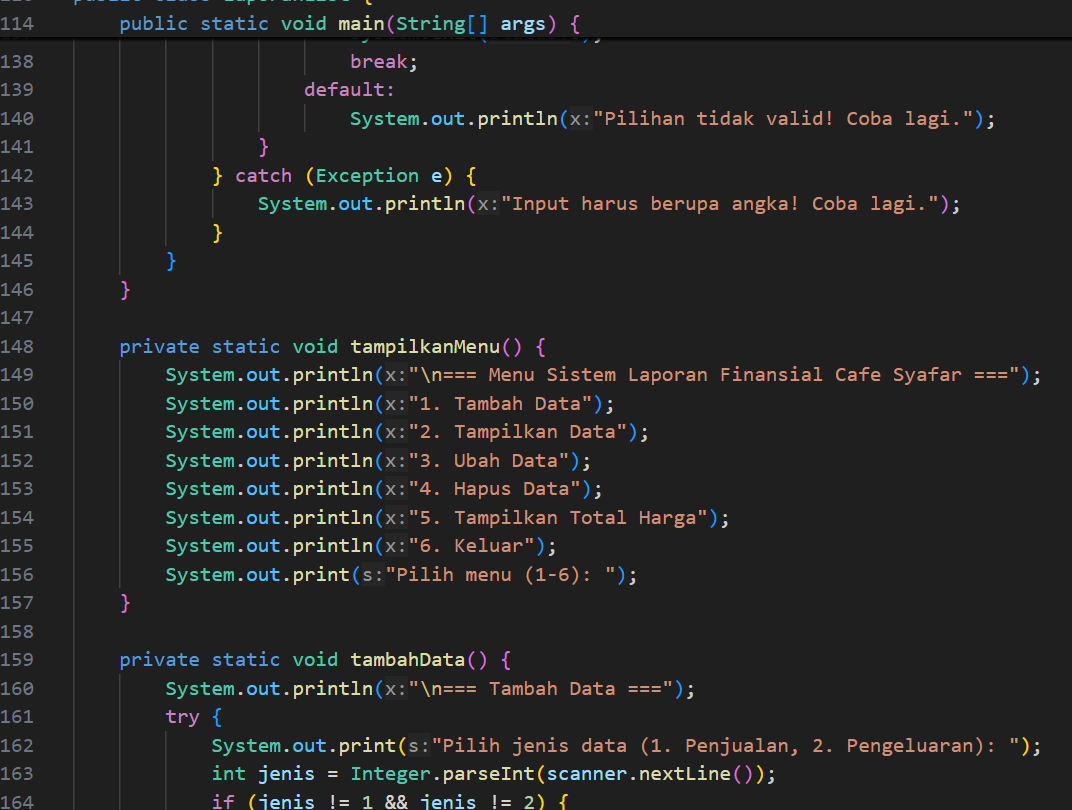 114 public static void main(String[] args) {
138 break;
139 default:
140 System.out.println(x:"Pilihan tidak valid! Coba lagi.");
141 }
142 } catch (Exception e) {
143 System.out.println(x:"Input harus berupa angka! Coba lagi.");
144 }
145 }
146 }
147
148 private static void tampilkanMenu() {
149 System.out.println(x:"\n=== Menu Sistem Laporan Finansial Cafe Syafar ===");
150 System.out.println(x:"1. Tambah Data");
151 System.out.println(x:"2. Tampilkan Data");
152 System.out.println(x:"3. Ubah Data");
153 System.out.println(x:"4. Hapus Data");
154 System.out.println(x:"5. Tampilkan Total Harga");
155 System.out.println(x:"6. Keluar");
156 System.out.print(s:"Pilih menu (1-6): ");
157 }
158
159 private static void tambahData() {
160 System.out.println(x:"\n=== Tambah Data ===");
161 try {
162 System.out.print(s:"Pilih jenis data (1. Penjualan, 2. Pengeluaran): ");
163 int jenis = Integer.parseInt(scanner.nextLine());
164 if (jenis != 1 && jenis != 2) {